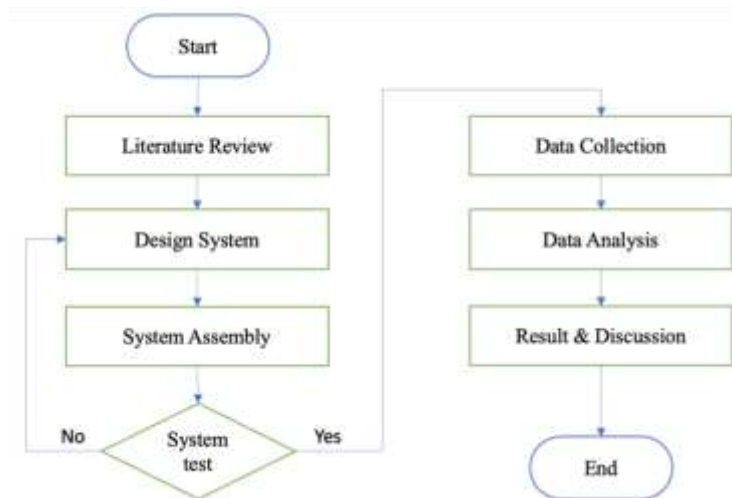 Start
Literature Review
Design System
System Assembly
System
test
No
Yes
Data Collection
Data Analysis
Result & Discussion
End